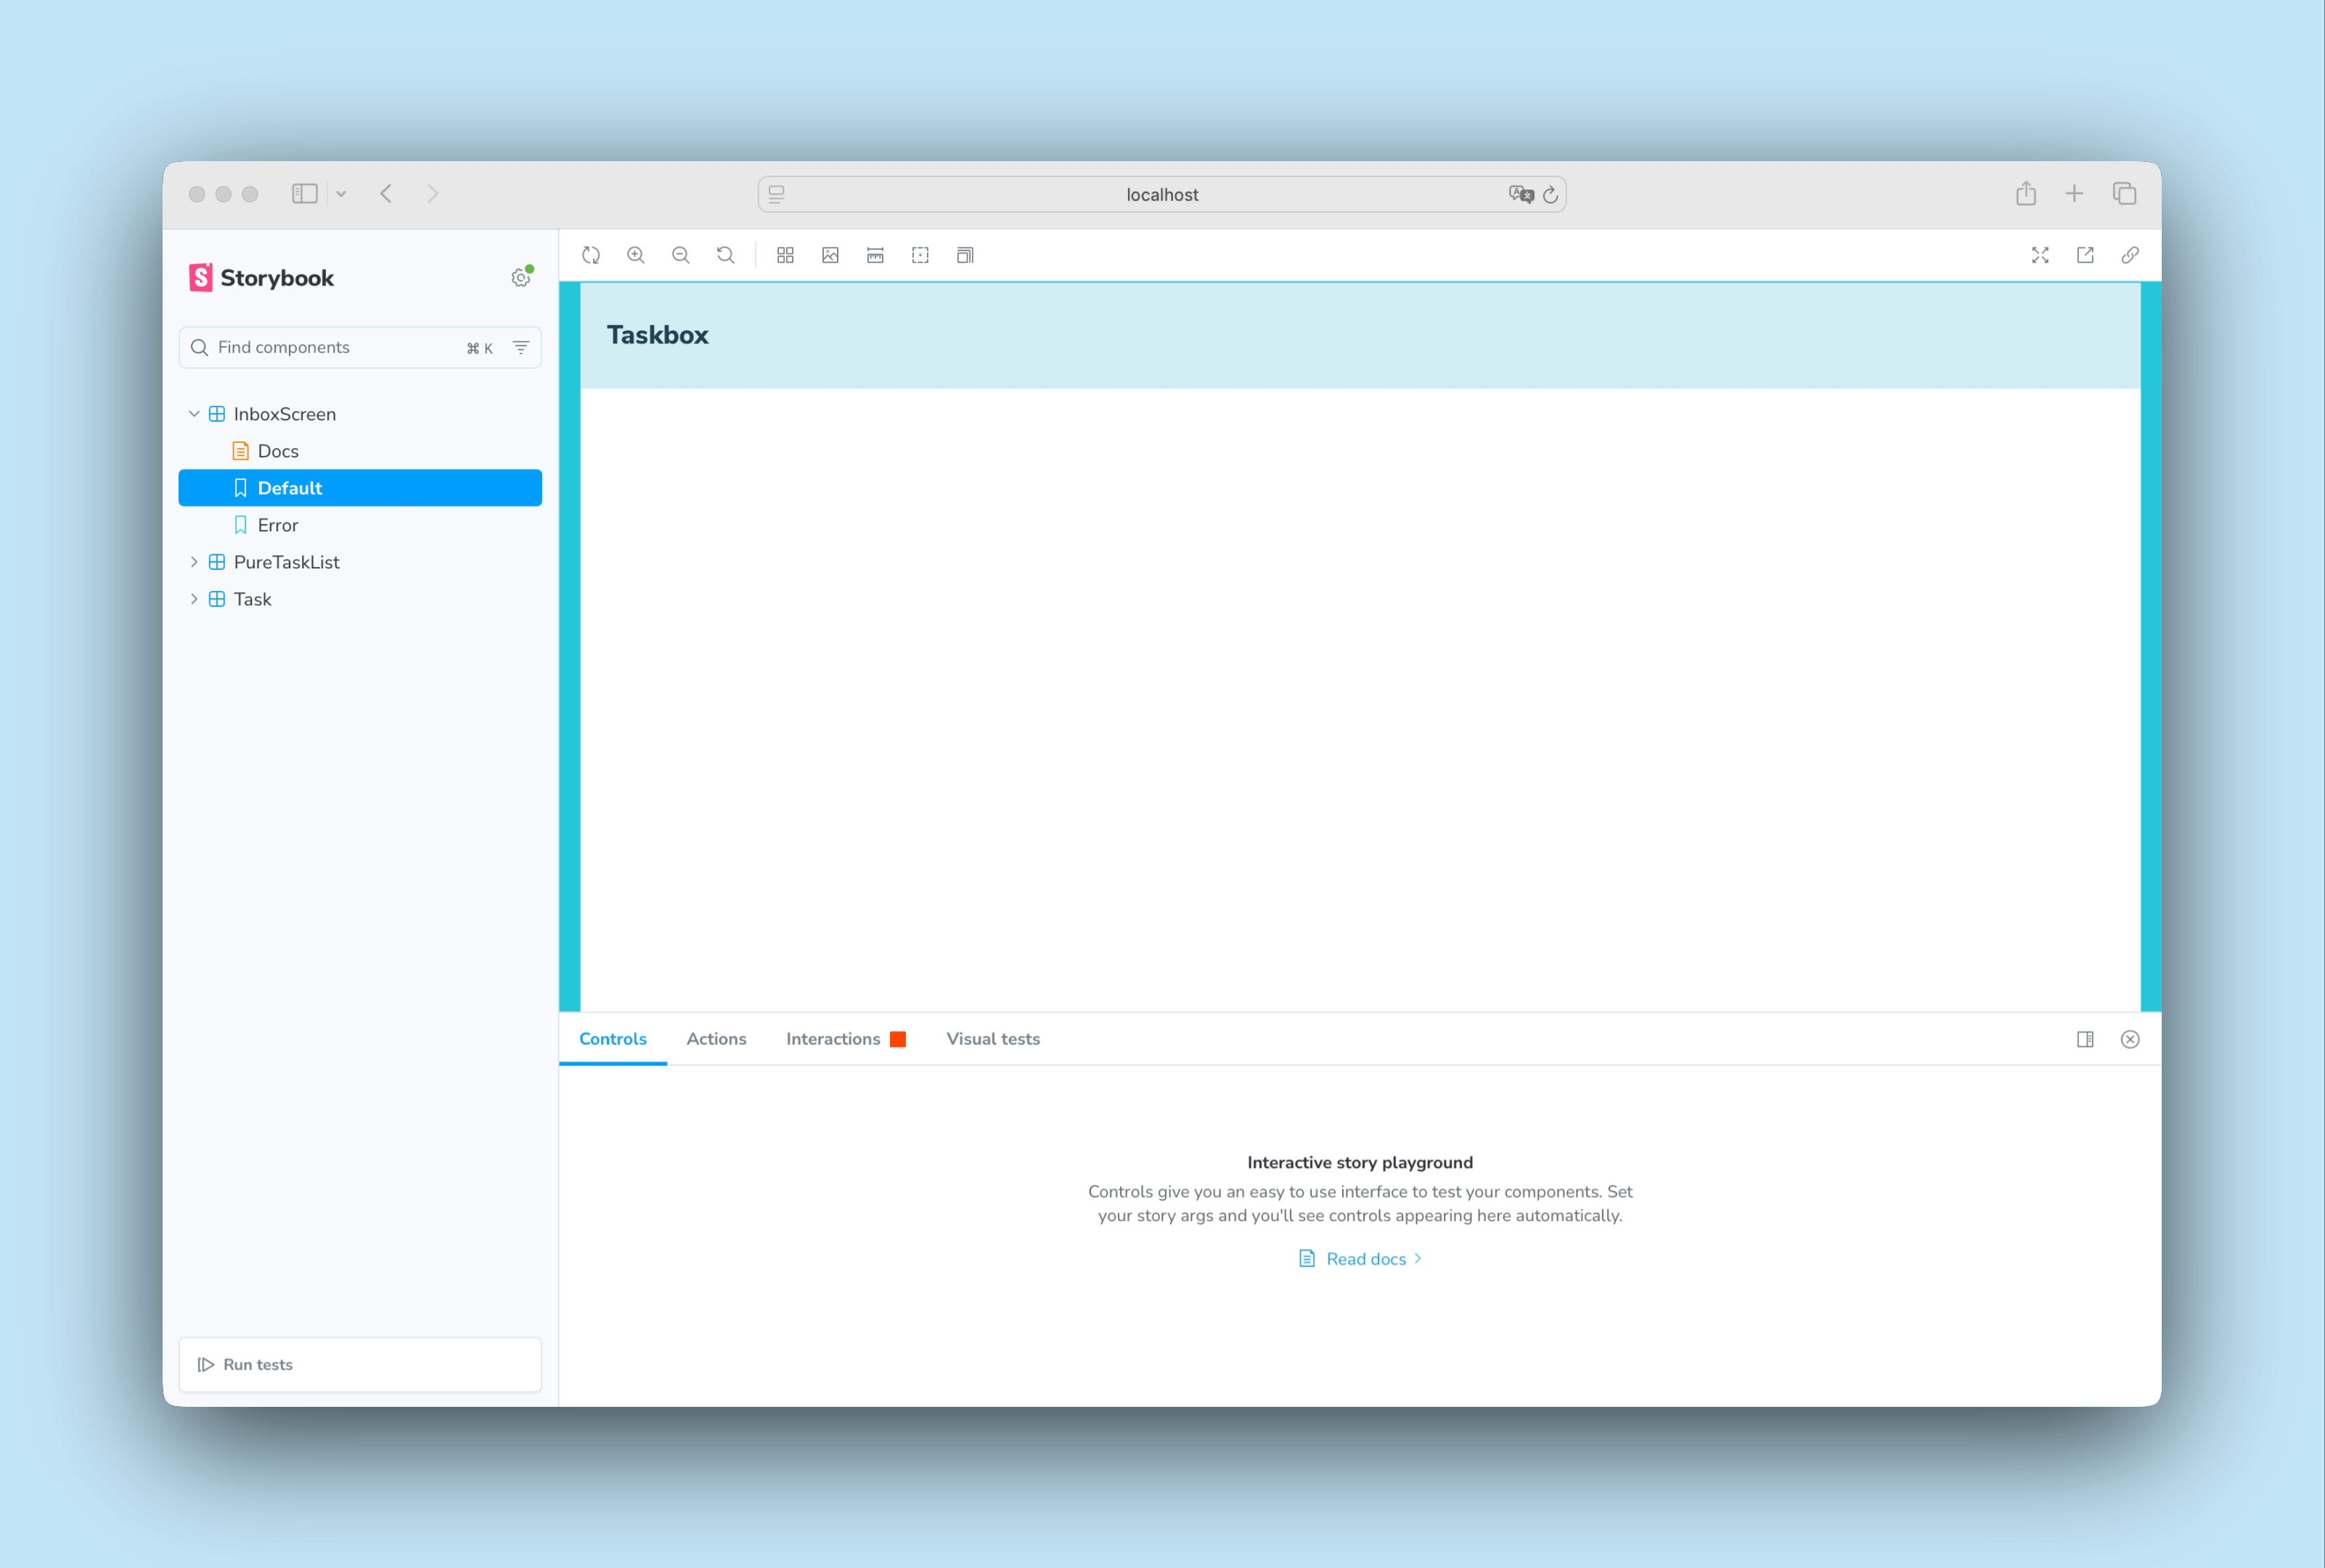 localhost
Storybook
Find components
⌘ K
InboxScreen
Docs
Default
Error
PureTaskList
Task
Run tests
Taskbox
Controls
Actions
Interactions
Visual tests
Interactive story playground
Controls give you an easy to use interface to test your components. Set
your story args and you'll see controls appearing here automatically.
Read docs